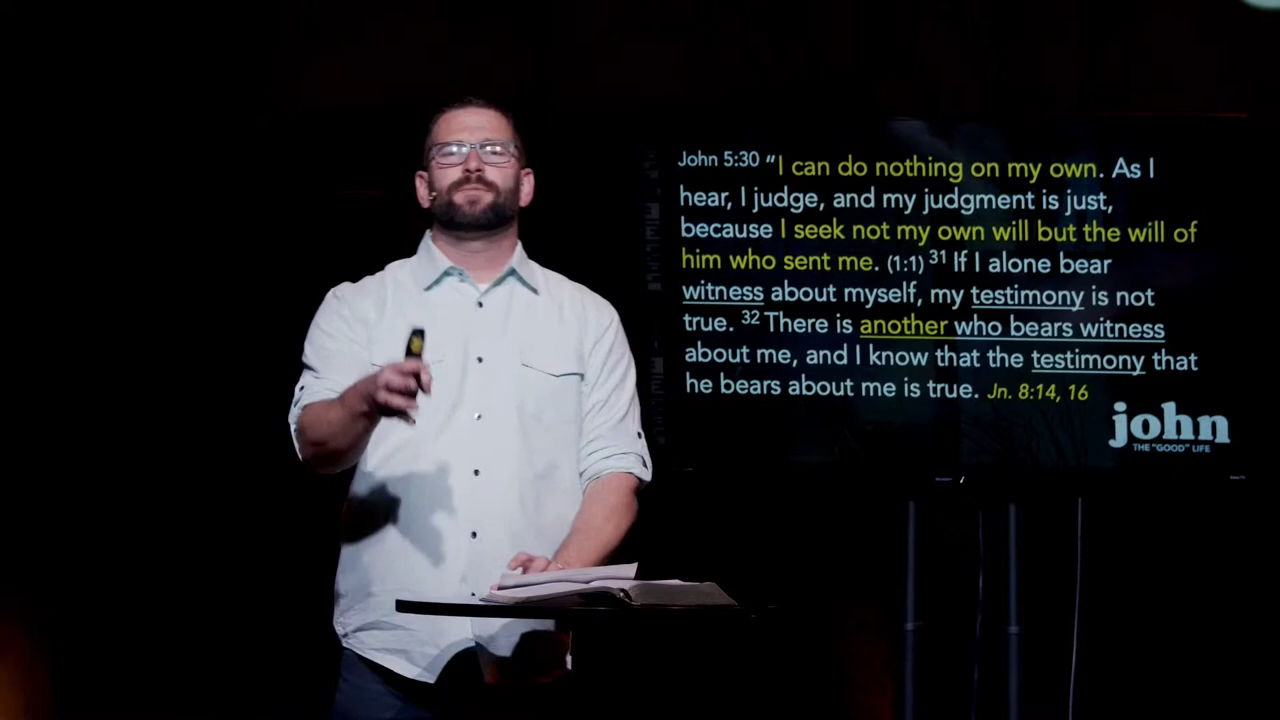 John 5:30 “I can do nothing on my own. As I
hear, I judge, and my judgment is just,
because I seek not my own will but the will of
him who sent me. (1:1) 31 If I alone bear
witness about myself, my testimony is not
true. 32 There is another who bears witness
about me, and I know that the testimony that
he bears about me is true. Jn. 8:14, 16
john
THE "GOOD" LIFE